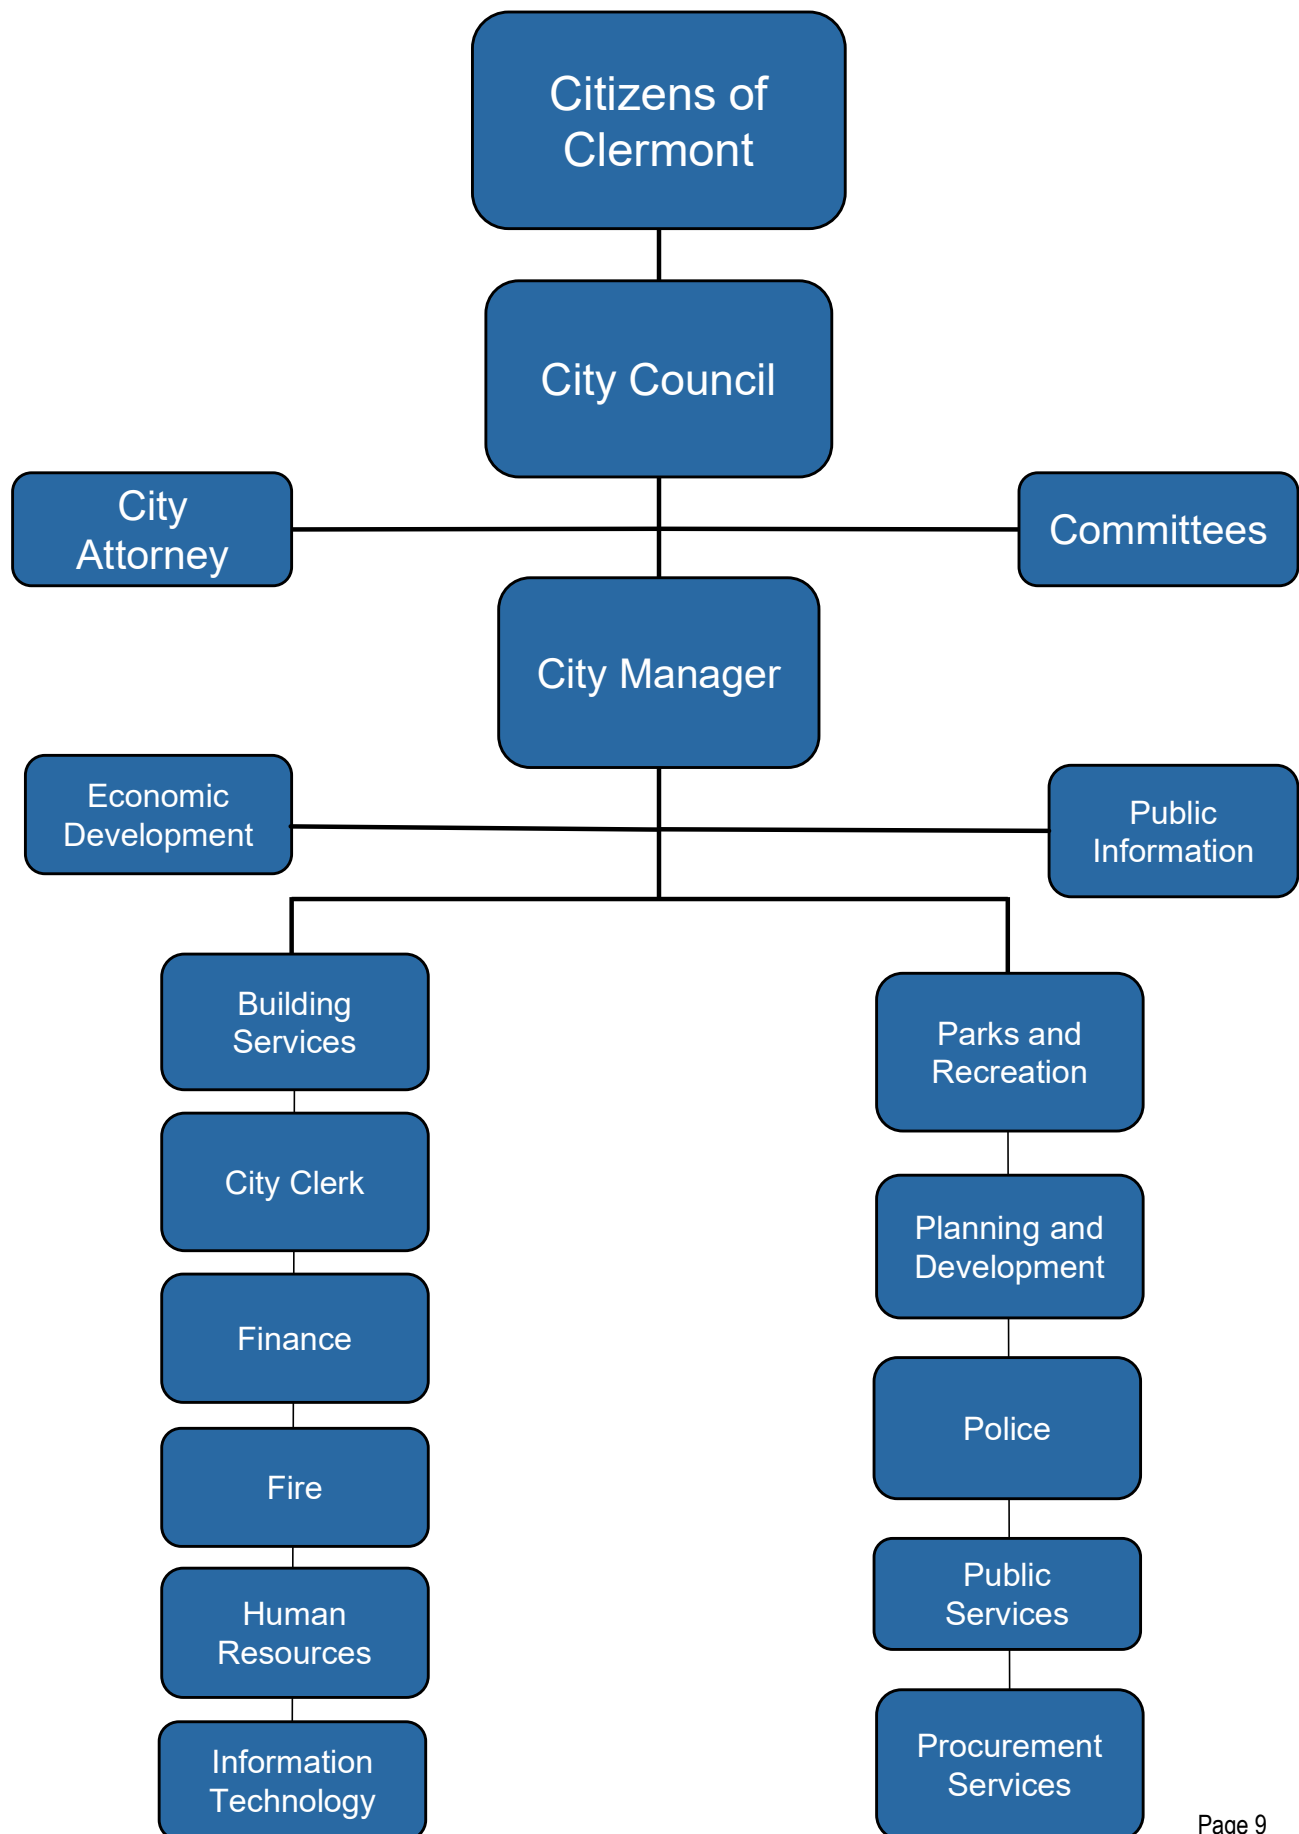 Citizens of
Clermont
City Council
City
Attorney
Committees
City Manager
Economic
Development
Public
Information
Building
Services
City Clerk
Finance
Fire
Human
Resources
Information
Technology
Parks and
Recreation
Planning and
Development
Police
Public
Services
Procurement
Services
Page 9